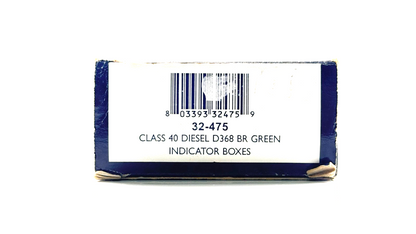 8 03393 32475 9
32-475
CLASS 40 DIESEL D368 BR GREEN
INDICATOR BOXES